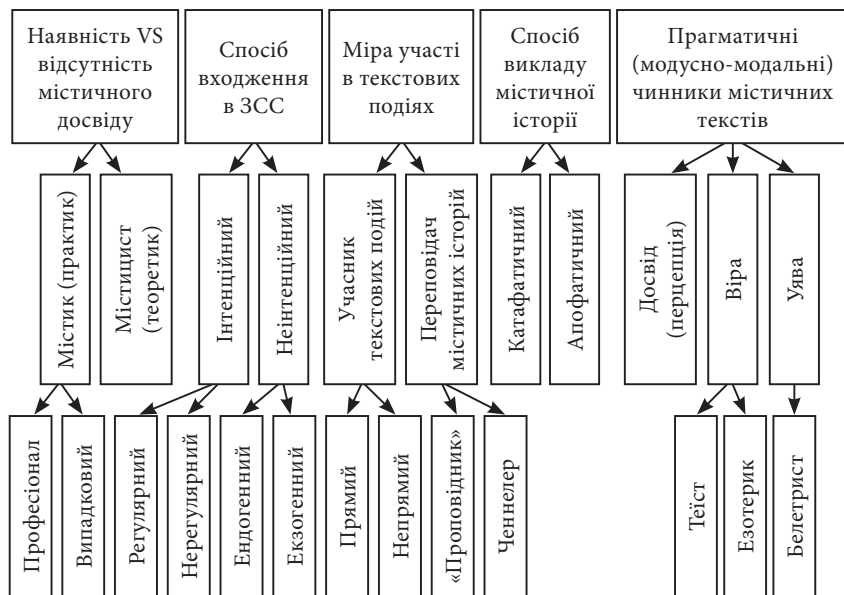 Наявність VS
відсутність
містичного
досвіду
Спосіб
входження
в ЗСС
Міра участі
в текстових
подіях
Спосіб
викладу
містичної
історії
Прагматичні
(модусно-модальні)
чинники містичних
текстів
Містик (практик)
Містицист
(теоретик)
Інтенційний
Неінтенційний
Учасник
текстових подій
Переповідач
містичних історій
Катафатичний
Апофатичний
Досвід
(перцепція)
Віра
Уява
Професіонал
Випадковий
Регулярний
Нерегулярний
Ендогенний
Екзогенний
Прямий
Непрямий
«Проповідник»
Ченнелер
Теїст
Езотерик
Белетрист